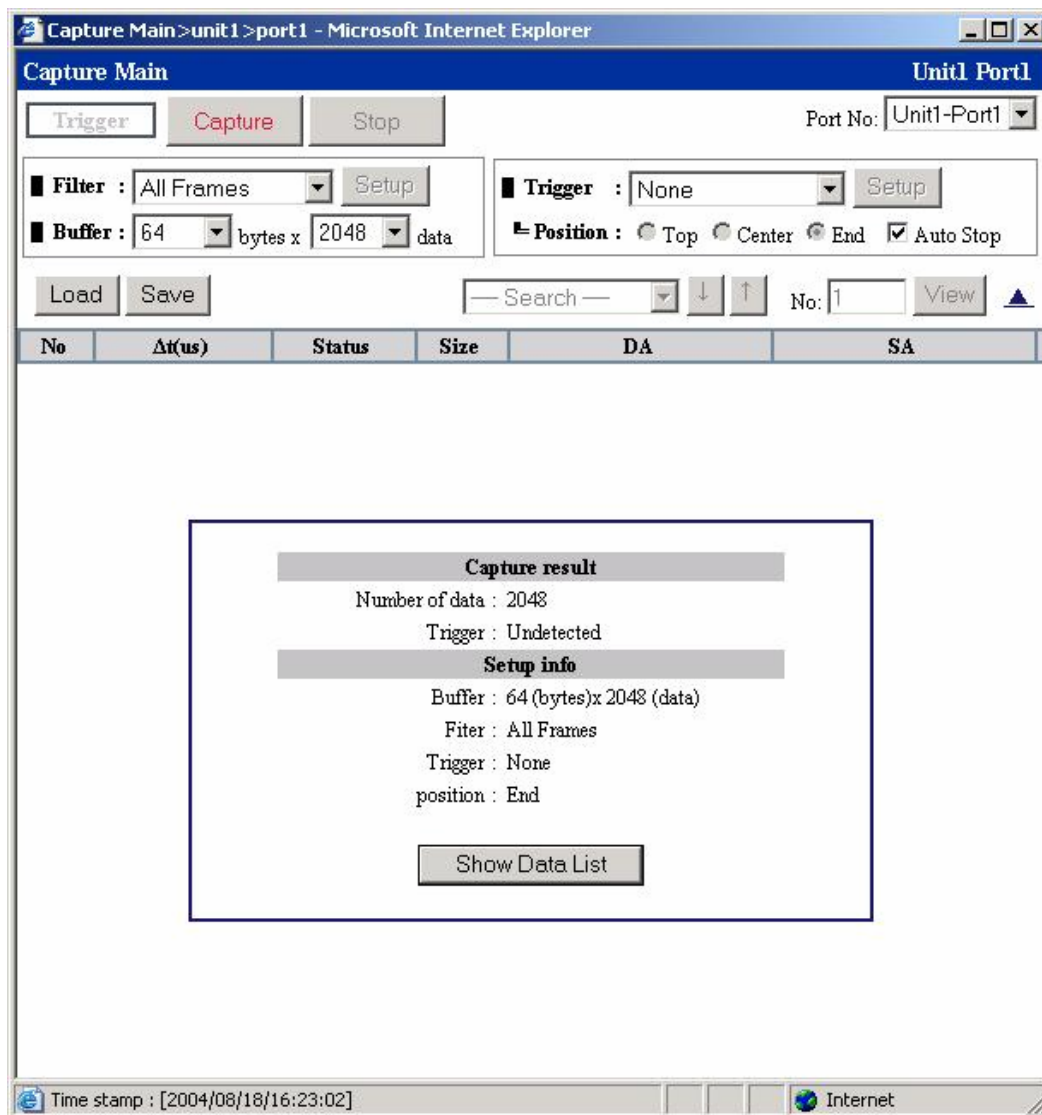 Capture Main>unit1>port1 - Microsoft Internet Explorer
Capture Main Unit1 Port1
Trigger Capture Stop Port No: Unit1-Port1
Filter : All Frames Setup
Buffer : 64 bytes x 2048 data
Trigger : None Setup
Position : Top Center End Auto Stop
Load Save — Search — ↓ ↑ No: 1 View
No Δt(us) Status Size DA SA
Capture result
Number of data : 2048
Trigger : Undetected
Setup info
Buffer : 64 (bytes)x 2048 (data)
Fiter : All Frames
Trigger : None
position : End
Show Data List
Time stamp : [2004/08/18/16:23:02] Internet